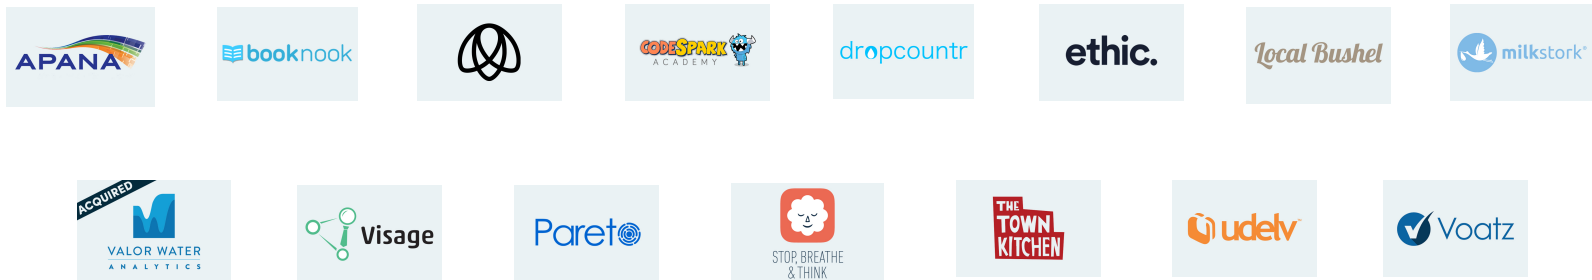 APANA
booknook
CODESPARK
ACADEMY
dropcountr
ethic.
Local Bushel
milkstork®
ACQUIRED
VALOR WATER
ANALYTICS
Visage
Pareto
STOP, BREATHE
& THINK
THE
TOWN
KITCHEN
udelv™
Voatz